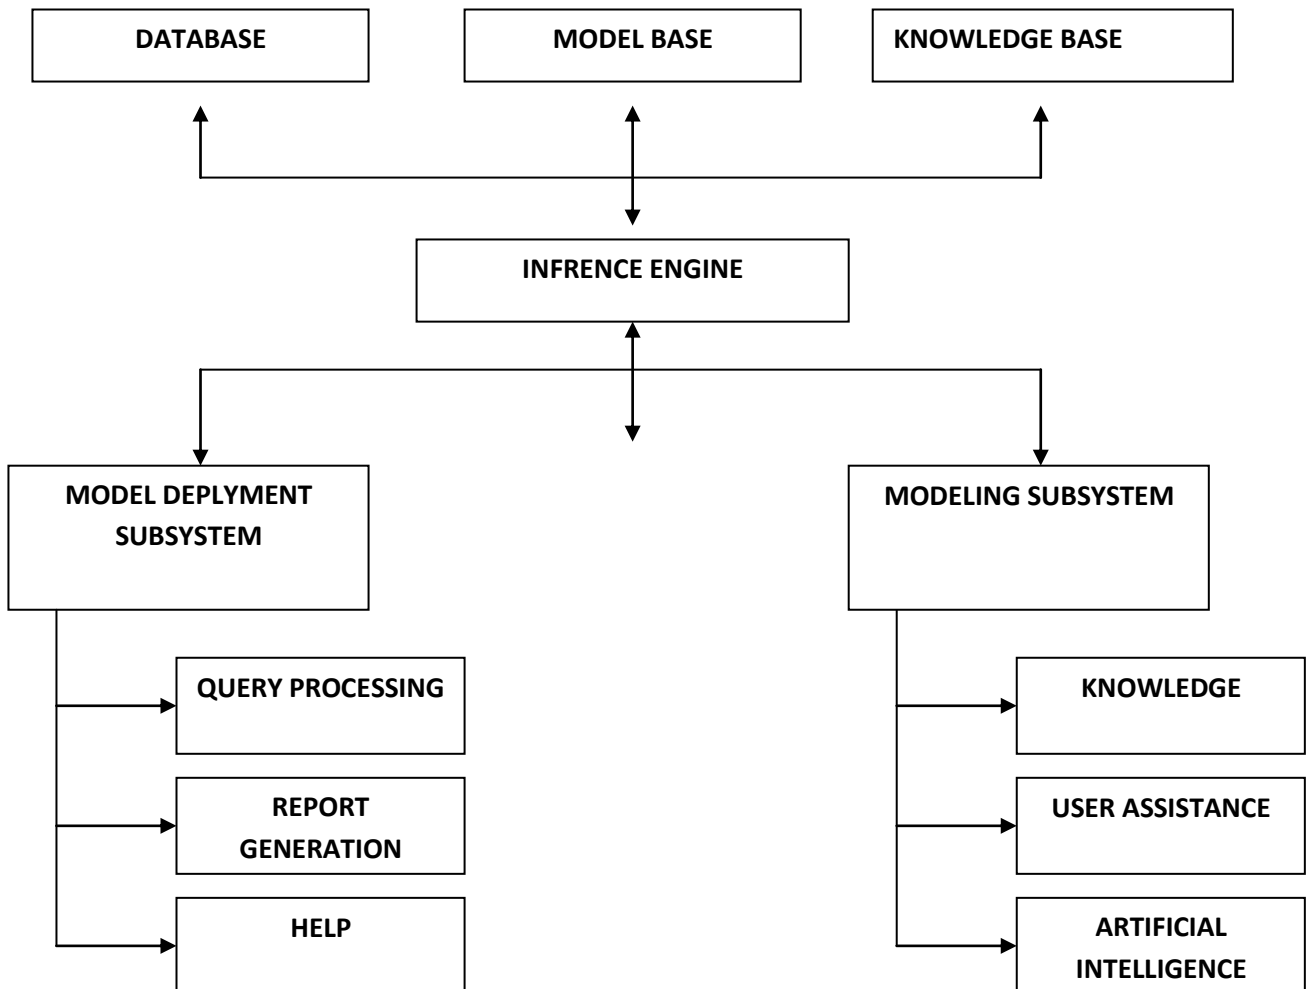 DATABASE
MODEL BASE
KNOWLEDGE BASE
INFRENCE ENGINE
MODEL DEPLYMENT
SUBSYSTEM
MODELING SUBSYSTEM
QUERY PROCESSING
KNOWLEDGE
REPORT
GENERATION
USER ASSISTANCE
HELP
ARTIFICIAL
INTELLIGENCE